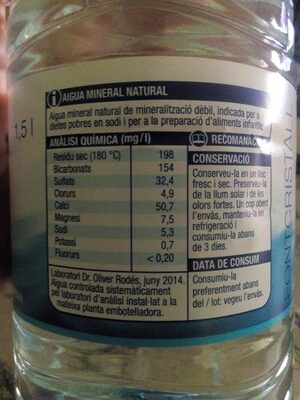 AIGUA MINERAL NATURAL
Aigua mineral natural de mineralització dèbil, indicada per a
dietes pobres en sodi i per a la preparació d'aliments infantils.
1,5 l
ANÀLISI QUÍMICA (mg/l)
Residu sec (180 °C) 198
Bicarbonats 154
Sulfats 32,4
Clorurs 4,9
Calci 50,7
Magnesi 7,5
Sodi 5,3
Potassi 0,7
Fluorurs < 0,20
Laboratori Dr. Oliver Rodés, juny 2014.
Aigua controlada sistemàticament
pel laboratori d'anàlisi instal·lat a la
mateixa planta embotelladora.
CONSERVACIÓ
Conserveu-la en un lloc
fresc i sec. Preserveu-la
de la llum solar i de les
olors fortes. Un cop obert
l'envàs, manteniu-la en
refrigeració i
consumiu-la abans
de 3 dies.
DATA DE CONSUM
Consumiu-la
preferentment abans
del / lot: vegeu l'envàs.